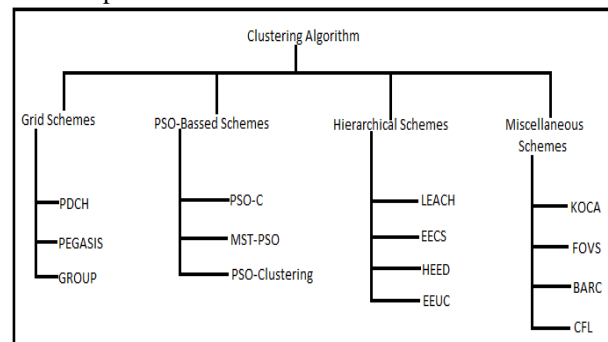 Clustering Algorithm
Grid Schemes
PDCH
PEGASIS
GROUP
PSO-Bassed Schemes
PSO-C
MST-PSO
PSO-Clustering
Hierarchical Schemes
LEACH
EECS
HEED
EEUC
Miscellaneous
Schemes
KOCA
FOVS
BARC
CFL